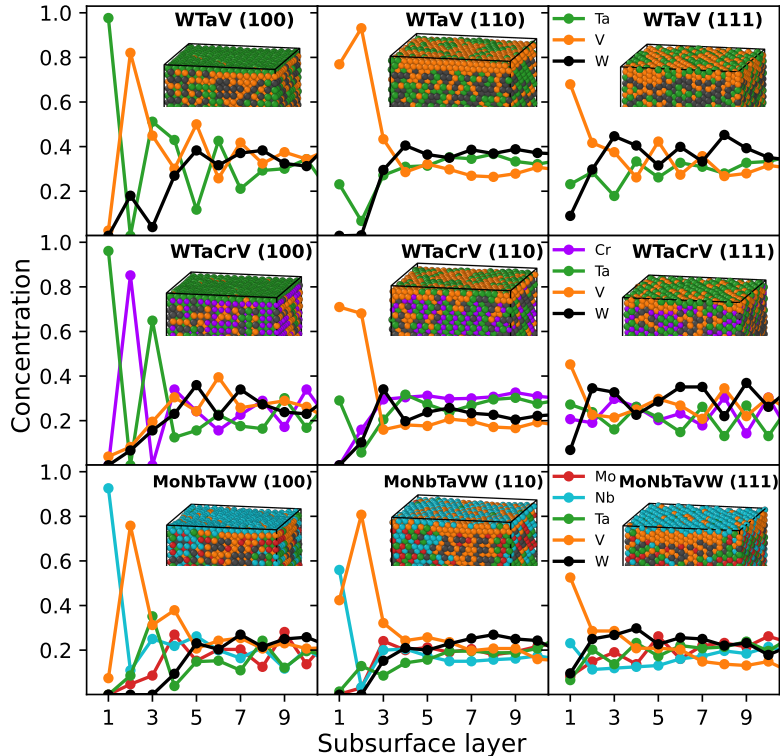 WTaV (100)
WTaV (110)
WTaV (111)
1.0
0.8
0.6
0.4
0.2
Ta
V
W
WTaCrV (100)
WTaCrV (110)
WTaCrV (111)
1.0
0.8
0.6
0.4
0.2
Cr
Ta
V
W
Concentration
MoNbTaVW (100)
MoNbTaVW (110)
MoNbTaVW (111)
1.0
0.8
0.6
0.4
0.2
Mo
Nb
Ta
V
W
1 3 5 7 9
1 3 5 7 9
1 3 5 7 9
Subsurface layer